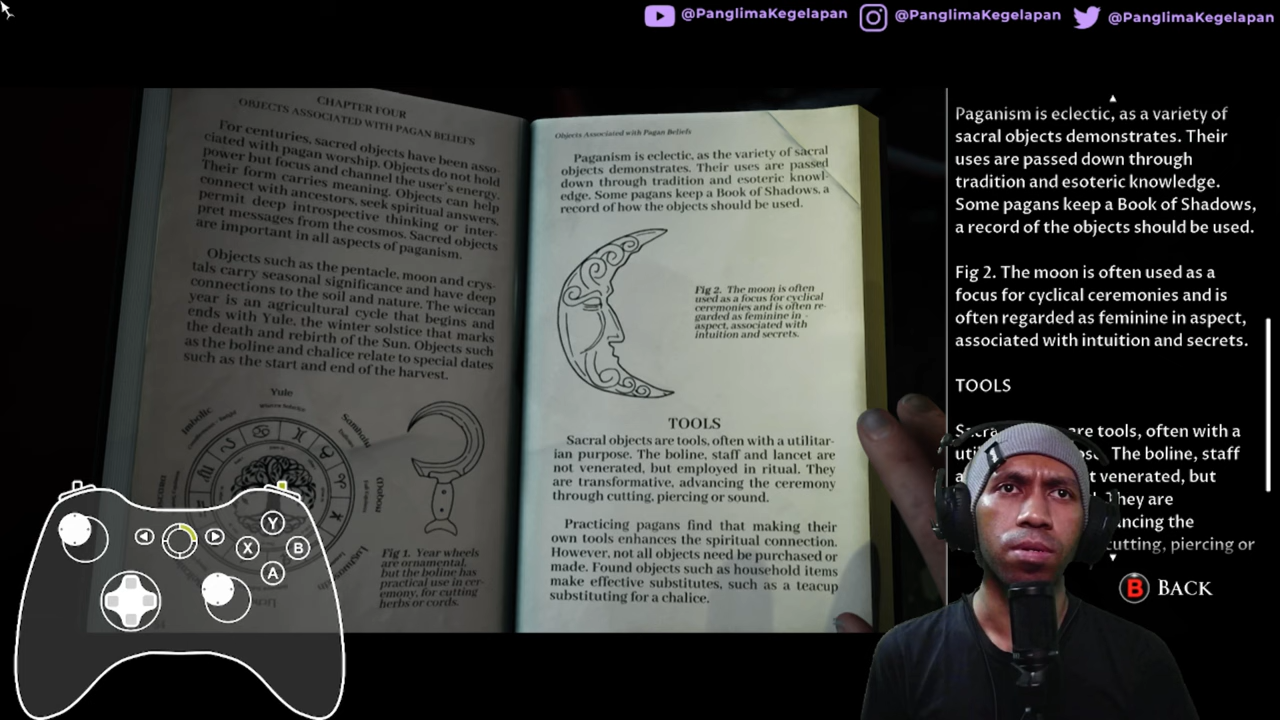 @PanglimaKegelapan
@PanglimaKegelapan
@PanglimaKegelapan
CHAPTER FOUR
OBJECTS ASSOCIATED WITH PAGAN BELIEFS
For centuries, sacred objects have been asso-
ciated with pagan worship. Objects do not hold
power but focus and channel the user's energy.
Their form carries meaning. Objects can help
connect with ancestors, seek spiritual answers,
permit deep introspective thinking or inter-
pret messages from the cosmos. Sacred objects
are important in all aspects of paganism.
Objects such as the pentacle, moon and crys-
tals carry seasonal significance and have deep
connections to the soil and nature. The wiccan
year is an agricultural cycle that begins and
ends with Yule, the winter solstice that marks
the death and rebirth of the Sun. Objects such
as the boline and chalice relate to special dates
such as the start and end of the harvest.
Yule
Winter Solstice
Imbolic
Fig 1. Year wheels
are ornamental,
but the boline has
practical use in cer-
emony, for cutting
herbs or cords.
Objects Associated with Pagan Beliefs
Paganism is eclectic, as the variety of sacral
objects demonstrates. Their uses are passed
down through tradition and esoteric knowl-
edge. Some pagans keep a Book of Shadows, a
record of how the objects should be used.
Fig 2. The moon is often
used as a focus for cyclical
ceremonies and is often re-
garded as feminine in
aspect, associated with
intuition and secrets.
TOOLS
Sacral objects are tools, often with a utilitar-
ian purpose. The boline, staff and lancet are
not venerated, but employed in ritual. They
are transformative, advancing the ceremony
through cutting, piercing or sound.
Practicing pagans find that making their
own tools enhances the spiritual connection.
However, not all objects need be purchased or
made. Found objects such as household items
make effective substitutes, such as a teacup
substituting for a chalice.
Paganism is eclectic, as a variety of
sacral objects demonstrates. Their
uses are passed down through
tradition and esoteric knowledge.
Some pagans keep a Book of Shadows,
a record of the objects should be used.
Fig 2. The moon is often used as a
focus for cyclical ceremonies and is
often regarded as feminine in aspect,
associated with intuition and secrets.
TOOLS
are tools, often with a
The boline, staff
venerated, but
They are
cutting, piercing or
B BACK
Y
X
B
A
1